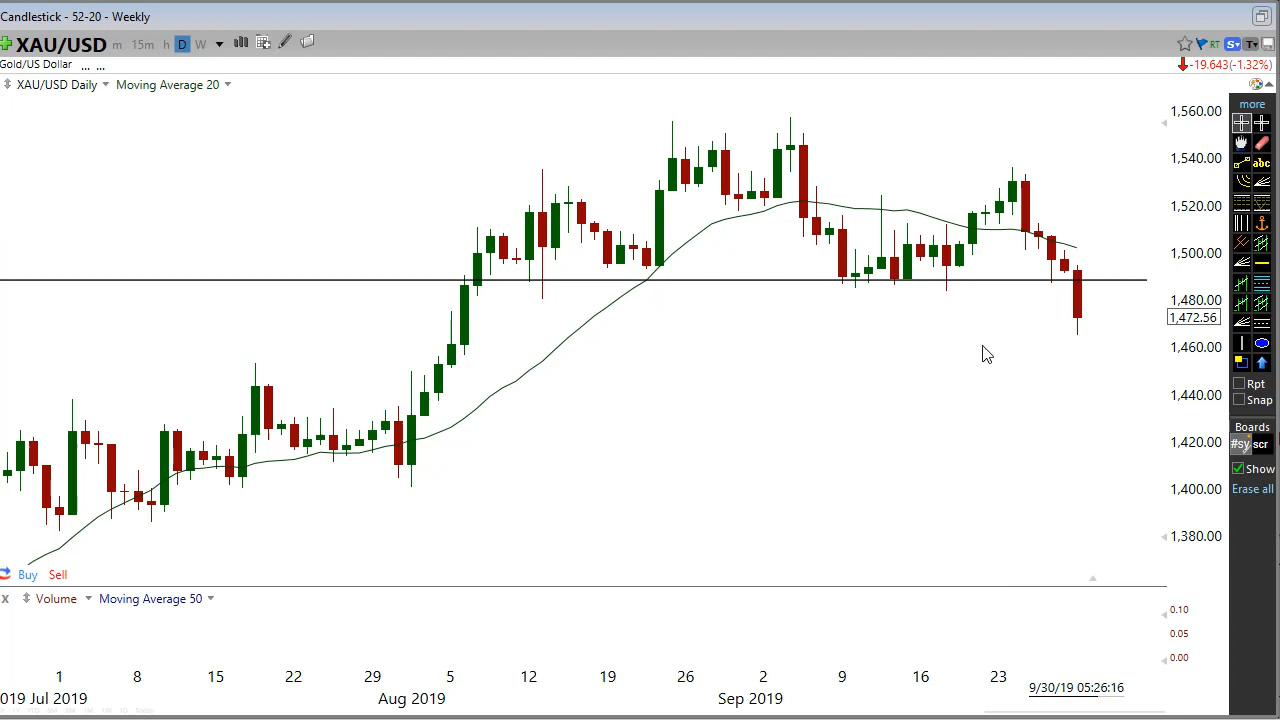 Candlestick - 52-20 - Weekly
XAU/USD m 15m h D W
RT S T
Gold/US Dollar ... ...
-19.643(-1.32%)
XAU/USD Daily Moving Average 20
more
abc
1,560.00
1,540.00
1,520.00
1,500.00
1,480.00
1,472.56
1,460.00
1,440.00
1,420.00
1,400.00
1,380.00
Rpt
Snap
Boards
#sy scr
Show
Erase all
Buy Sell
X Volume Moving Average 50
0.10
0.05
0.00
1 8 15 22 29 5 12 19 26 2 9 16 23
019 Jul 2019 Aug 2019 Sep 2019
9/30/19 05:26:16